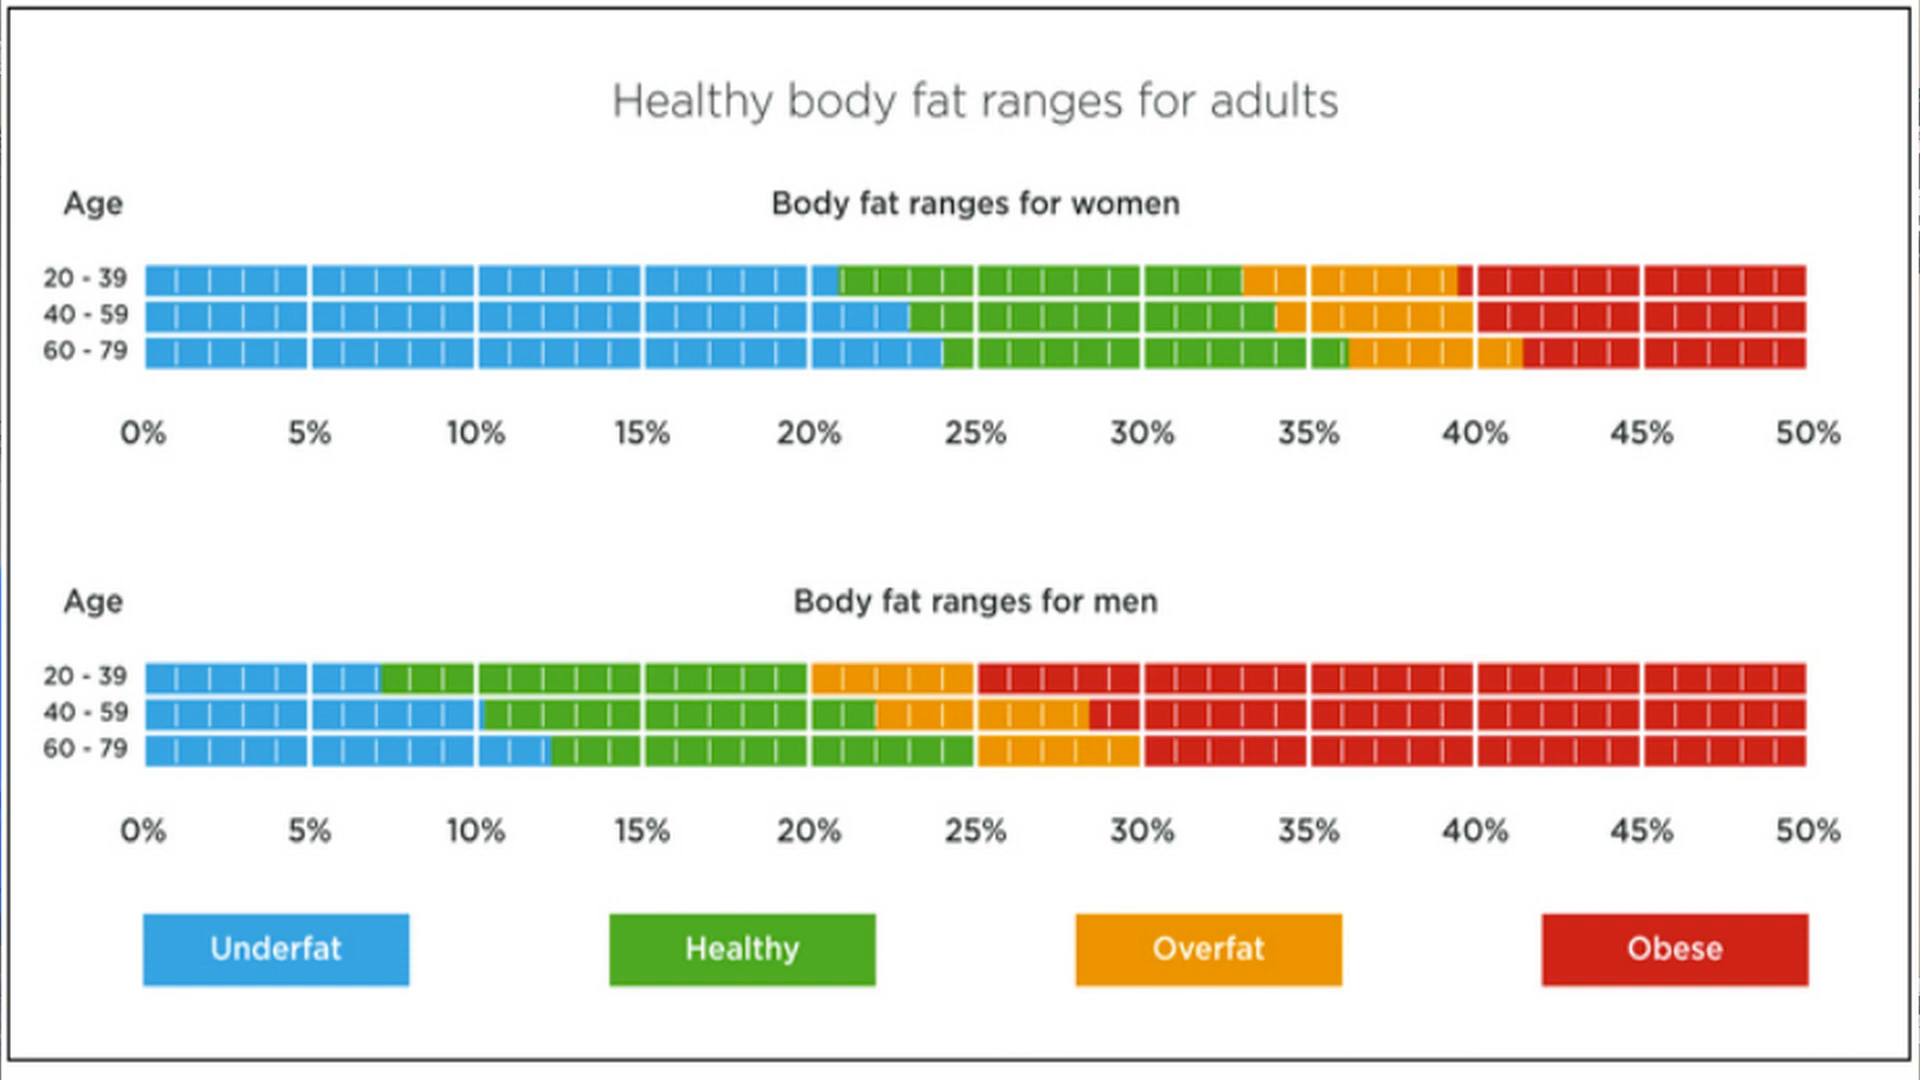 Healthy body fat ranges for adults
Age
Body fat ranges for women
20 - 39
40 - 59
60 - 79
0% 5% 10% 15% 20% 25% 30% 35% 40% 45% 50%
Age
Body fat ranges for men
20 - 39
40 - 59
60 - 79
0% 5% 10% 15% 20% 25% 30% 35% 40% 45% 50%
Underfat
Healthy
Overfat
Obese